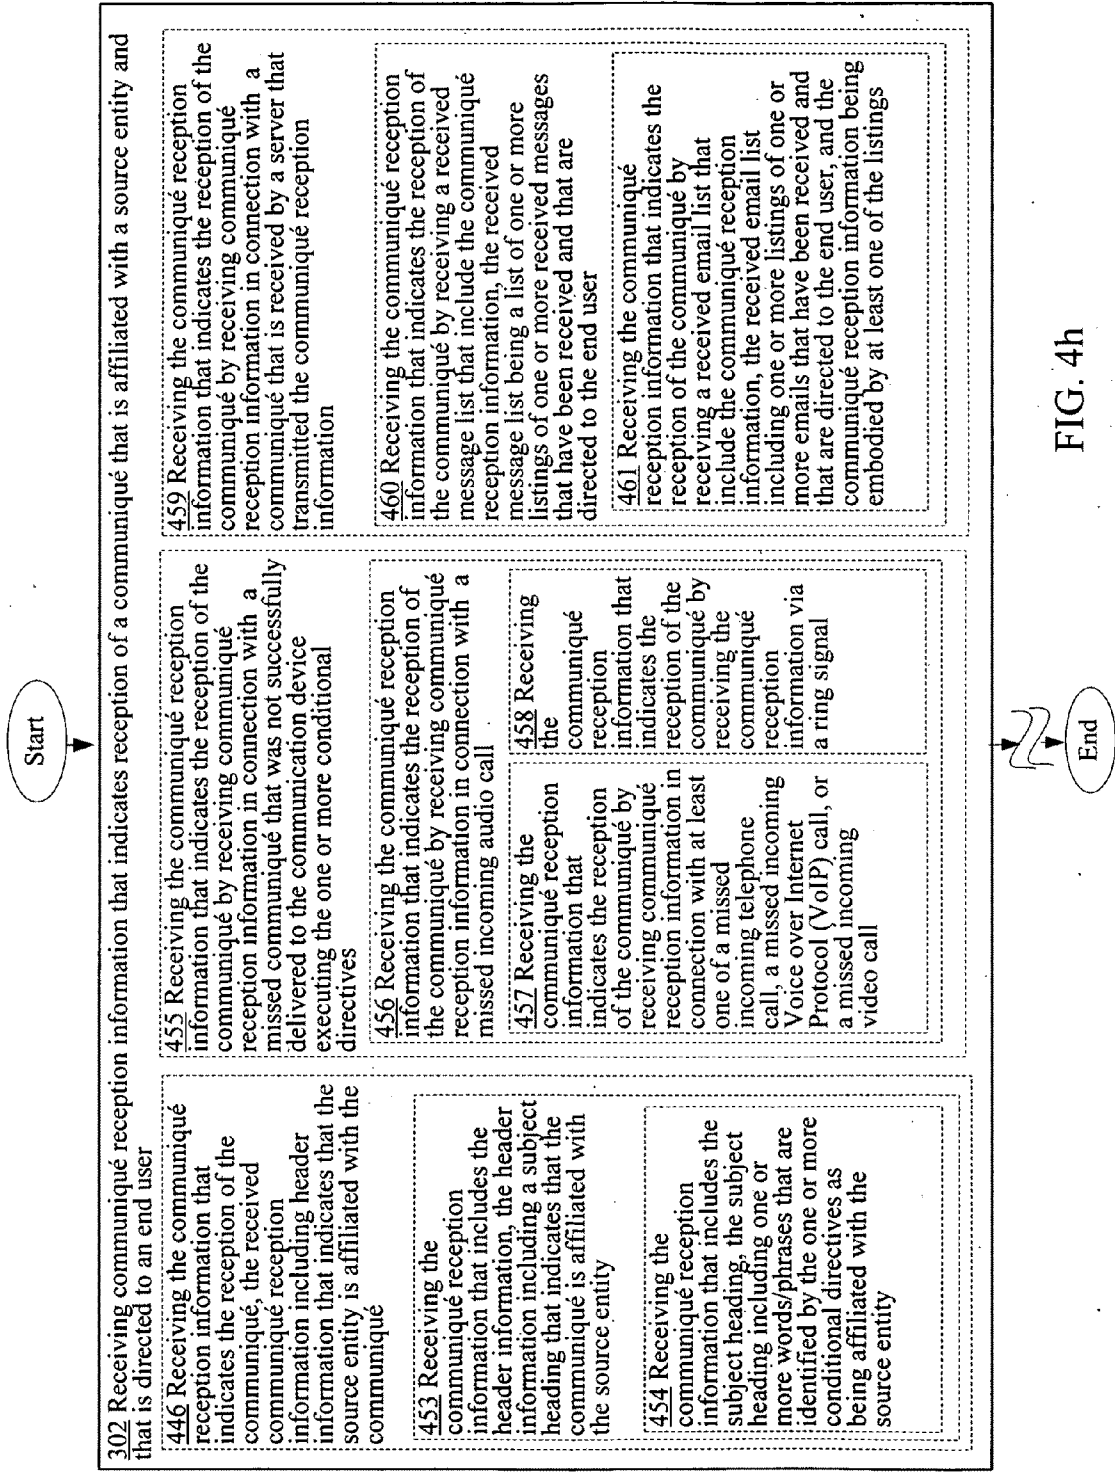 Start
302 Receiving communiqué reception information that indicates reception of a communiqué that is affiliated with a source entity and
that is directed to an end user
446 Receiving the communiqué
reception information that
indicates the reception of the
communiqué, the received
communiqué reception
information including header
information that indicates that the
source entity is affiliated with the
communiqué
453 Receiving the
communiqué reception
information that includes the
header information, the header
information including a subject
heading that indicates that the
communiqué is affiliated with
the source entity
454 Receiving the
communiqué reception
information that includes the
subject heading, the subject
heading including one or
more words/phrases that are
identified by the one or more
conditional directives as
being affiliated with the
source entity
455 Receiving the communiqué reception
information that indicates the reception of the
communiqué by receiving communiqué
reception information in connection with a
missed communiqué that was not successfully
delivered to the communication device
executing the one or more conditional
directives
456 Receiving the communiqué reception
information that indicates the reception of
the communiqué by receiving communiqué
reception information in connection with a
missed incoming audio call
457 Receiving the
communiqué reception
information that
indicates the reception
of the communiqué by
receiving communiqué
reception information in
connection with at least
one of a missed
incoming telephone
call, a missed incoming
Voice over Internet
Protocol (VoIP) call, or
a missed incoming
video call
458 Receiving
the
communiqué
reception
information that
indicates the
reception of the
communiqué by
receiving the
communiqué
reception
information via
a ring signal
459 Receiving the communiqué reception
information that indicates the reception of the
communiqué by receiving communiqué
reception information in connection with a
communiqué that is received by a server that
transmitted the communiqué reception
information
460 Receiving the communiqué reception
information that indicates the reception of
the communiqué by receiving a received
message list that include the communiqué
reception information, the received
message list being a list of one or more
listings of one or more received messages
that have been received and that are
directed to the end user
461 Receiving the communiqué
reception information that indicates the
reception of the communiqué by
receiving a received email list that
include the communiqué reception
information, the received email list
including one or more listings of one or
more emails that have been received and
that are directed to the end user, and the
communiqué reception information being
embodied by at least one of the listings
End
FIG. 4h